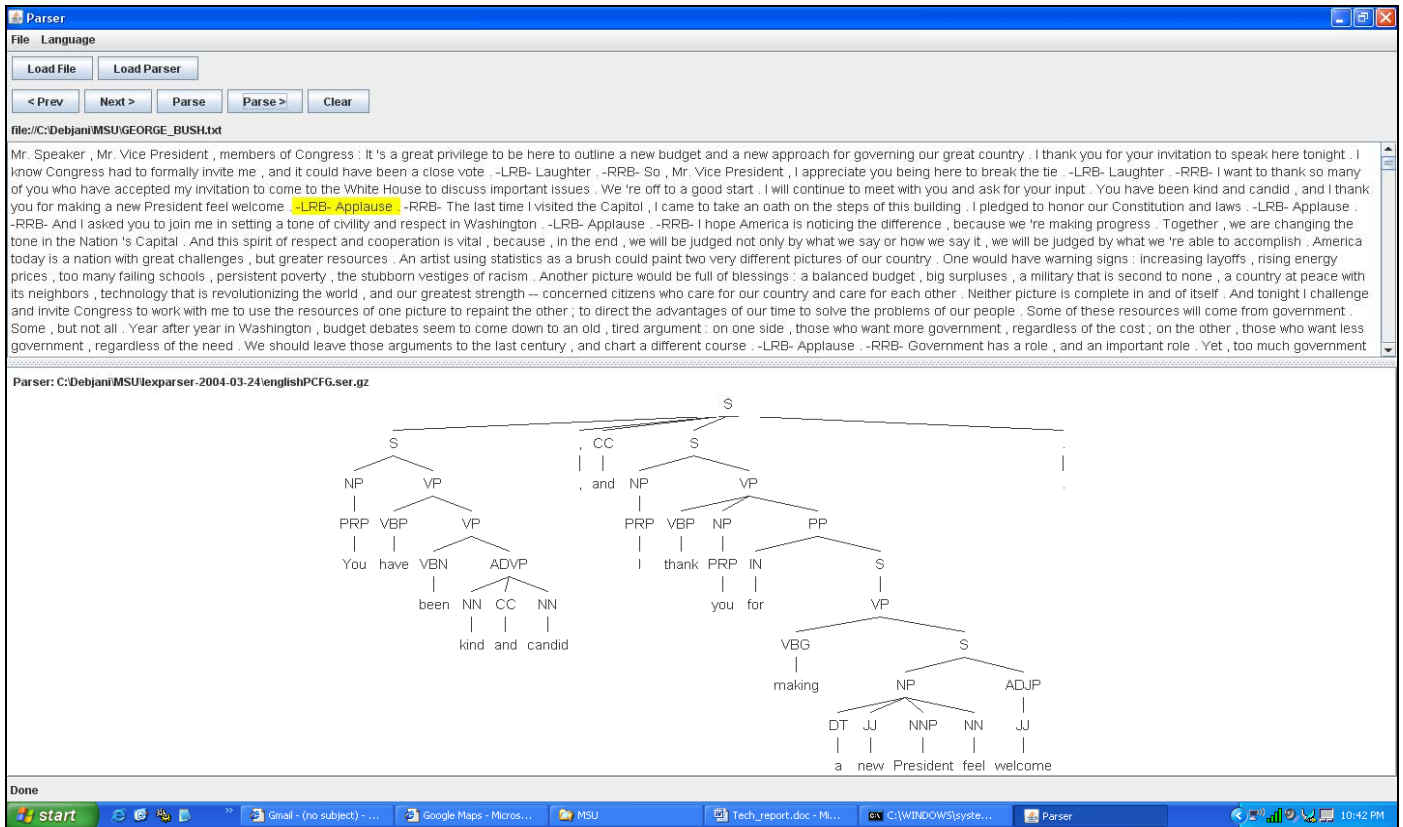 Parser
File Language
Load File Load Parser
< Prev Next > Parse Parse > Clear
file://C:\Debjani\MSU\GEORGE_BUSH.txt
Mr. Speaker , Mr. Vice President , members of Congress : It 's a great privilege to be here to outline a new budget and a new approach for governing our great country . I thank you for your invitation to speak here tonight . I
know Congress had to formally invite me , and it could have been a close vote . -LRB- Laughter . -RRB- So , Mr. Vice President , I appreciate you being here to break the tie . -LRB- Laughter . -RRB- I want to thank so many
of you who have accepted my invitation to come to the White House to discuss important issues . We 're off to a good start . I will continue to meet with you and ask for your input . You have been kind and candid , and I thank
you for making a new President feel welcome . -LRB- Applause . -RRB- The last time I visited the Capitol , I came to take an oath on the steps of this building . I pledged to honor our Constitution and laws . -LRB- Applause .
-RRB- And I asked you to join me in setting a tone of civility and respect in Washington . -LRB- Applause . -RRB- I hope America is noticing the difference , because we 're making progress . Together , we are changing the
tone in the Nation 's Capital . And this spirit of respect and cooperation is vital , because , in the end , we will be judged not only by what we say or how we say it , we will be judged by what we 're able to accomplish . America
today is a nation with great challenges , but greater resources . An artist using statistics as a brush could paint two very different pictures of our country . One would have warning signs : increasing layoffs , rising energy
prices , too many failing schools , persistent poverty , the stubborn vestiges of racism . Another picture would be full of blessings : a balanced budget , big surpluses , a military that is second to none , a country at peace with
its neighbors , technology that is revolutionizing the world , and our greatest strength -- concerned citizens who care for our country and care for each other . Neither picture is complete in and of itself . And tonight I challenge
and invite Congress to work with me to use the resources of one picture to repaint the other ; to direct the advantages of our time to solve the problems of our people . Some of these resources will come from government .
Some , but not all . Year after year in Washington , budget debates seem to come down to an old , tired argument : on one side , those who want more government , regardless of the cost ; on the other , those who want less
government , regardless of the need . We should leave those arguments to the last century , and chart a different course . -LRB- Applause . -RRB- Government has a role , and an important role . Yet , too much government
Parser: C:\Debjani\MSU\lexparser-2004-03-24\englishPCFG.ser.gz
S
S , CC S .
NP VP , and NP VP .
PRP VBP VP PRP VBP NP PP
You have VBN ADVP I thank PRP IN S
been NN CC NN you for VP
kind and candid VBG S
making NP ADJP
DT JJ NNP NN JJ
a new President feel welcome
Done
start Gmail - (no subject) - ... Google Maps - Micros... MSU Tech_report.doc - Mi... C:\WINDOWS\syste... Parser 10:42 PM